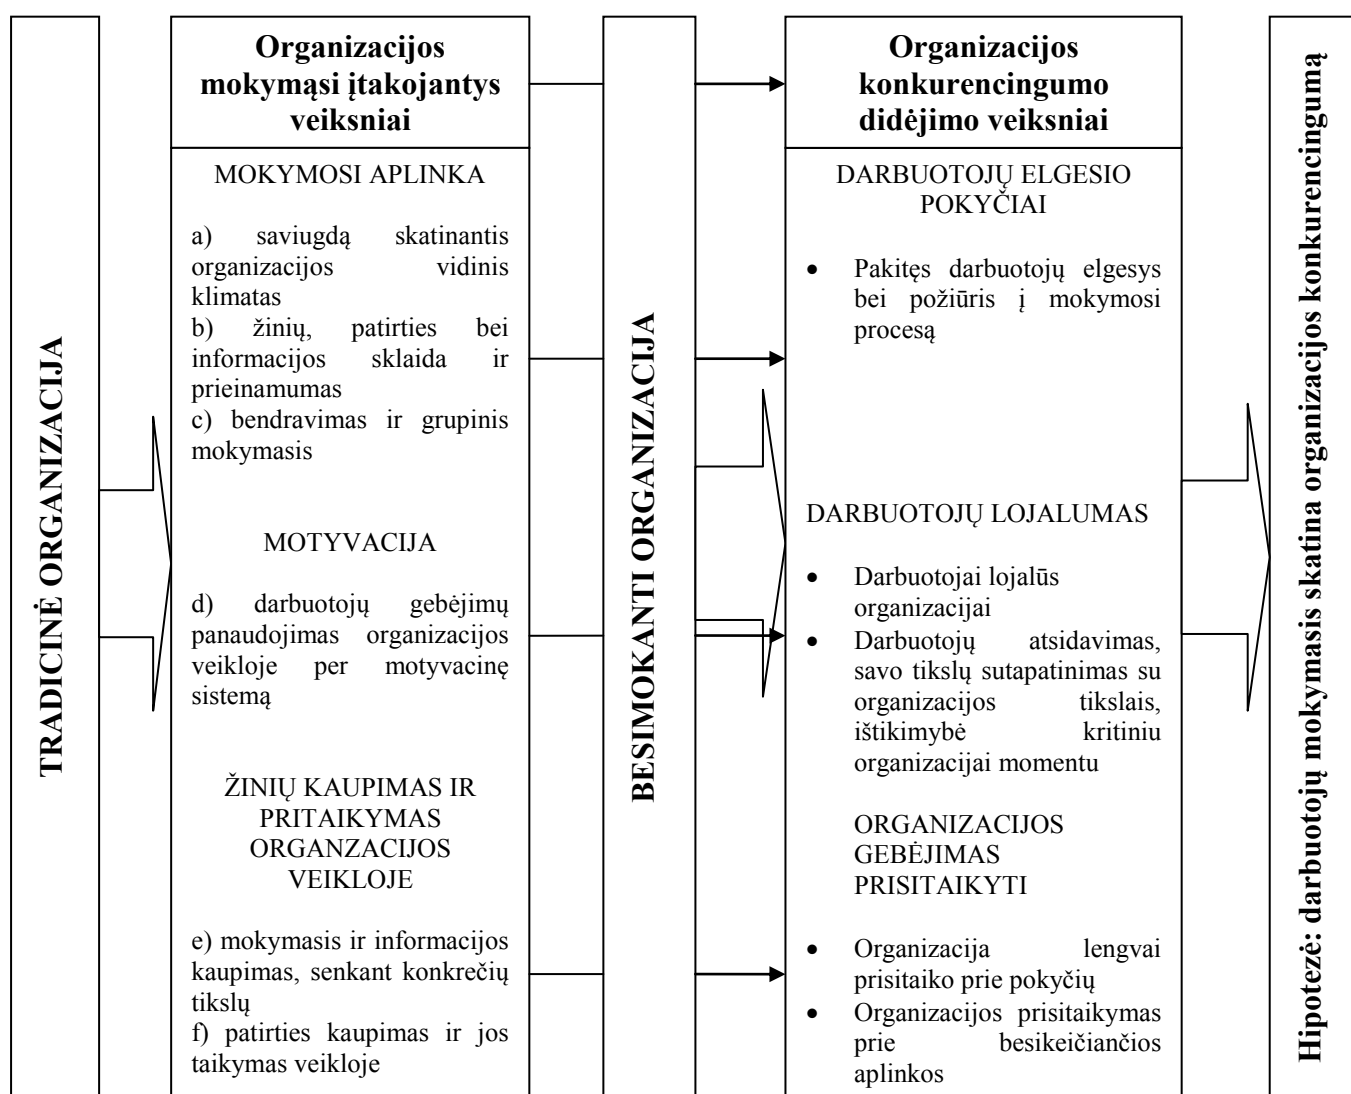 TRADICINĖ ORGANIZACIJA
Organizacijos
mokymąsi įtakojantys
veiksniai
MOKYMOSI APLINKA
a) saviugdą skatinantis
organizacijos vidinis
klimatas
b) žinių, patirties bei
informacijos sklaida ir
prieinamumas
c) bendravimas ir grupinis
mokymasis
MOTYVACIJA
d) darbuotojų gebėjimų
panaudojimas organizacijos
veikloje per motyvacinę
sistemą
ŽINIŲ KAUPIMAS IR
PRITAIKYMAS
ORGANZACIJOS
VEIKLOJE
e) mokymasis ir informacijos
kaupimas, senkant konkrečių
tikslų
f) patirties kaupimas ir jos
taikymas veikloje
BESIMOKANTI ORGANIZACIJA
Organizacijos
konkurencingumo
didėjimo veiksniai
DARBUOTOJŲ ELGESIO
POKYČIAI
• Pakitęs darbuotojų elgesys
bei požiūris į mokymosi
procesą
DARBUOTOJŲ LOJALUMAS
• Darbuotojai lojalūs
organizacijai
• Darbuotojų atsidavimas,
savo tikslų sutapatinimas su
organizacijos tikslais,
ištikimybė kritiniu
organizacijai momentu
ORGANIZACIJOS
GEBĖJIMAS
PRISITAIKYTI
• Organizacija lengvai
prisitaiko prie pokyčių
• Organizacijos prisitaikymas
prie besikeičiančios
aplinkos
Hipotezė: darbuotojų mokymasis skatina organizacijos konkurencingumą